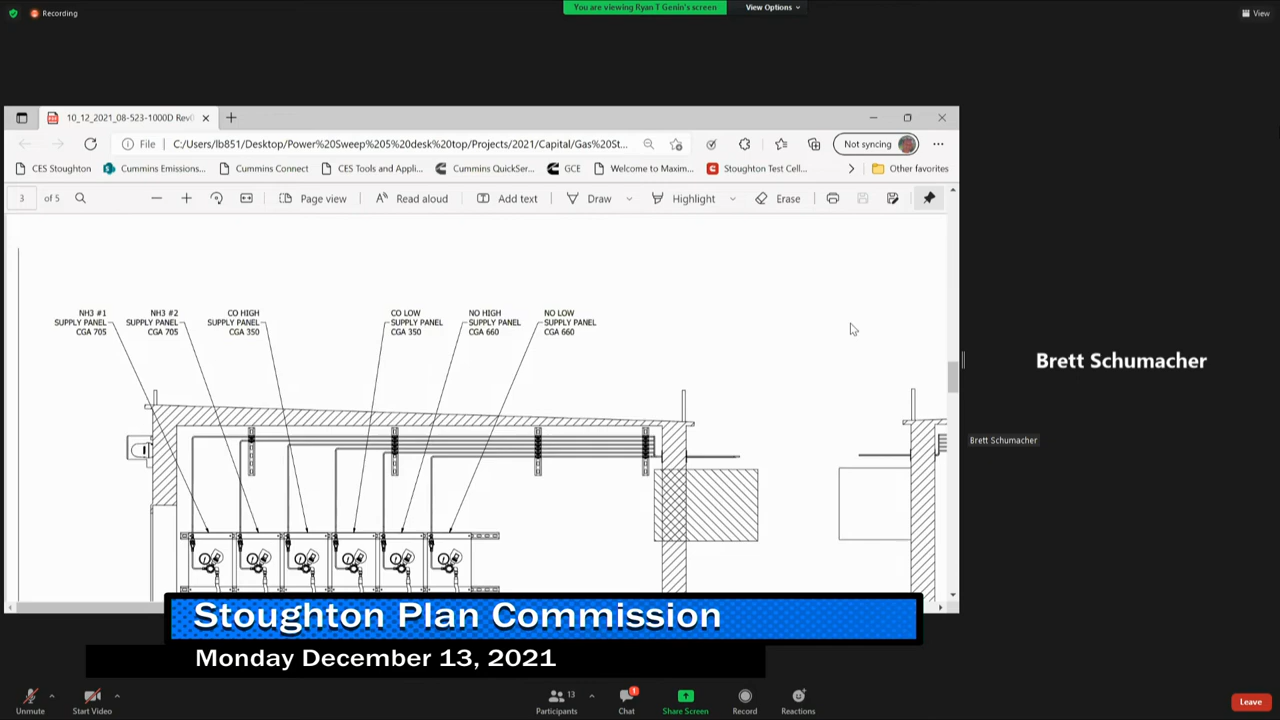 Recording
You are viewing Ryan T Genin's screen
View Options
View
10_12_2021_08-523-1000D Rev
File
C:/Users/lb851/Desktop/Power%20Sweep%205%20desk%20top/Projects/2021/Capital/Gas%20St...
Not syncing
CES Stoughton
Cummins Emissions...
Cummins Connect
CES Tools and Appli...
Cummins QuickSer...
GCE
Welcome to Maxim...
Stoughton Test Cell...
Other favorites
3 of 5
Page view
Read aloud
Add text
Draw
Highlight
Erase
NH3 #1
SUPPLY PANEL
CGA 705
NH3 #2
SUPPLY PANEL
CGA 705
CO HIGH
SUPPLY PANEL
CGA 350
CO LOW
SUPPLY PANEL
CGA 350
NO HIGH
SUPPLY PANEL
CGA 660
NO LOW
SUPPLY PANEL
CGA 660
Brett Schumacher
Brett Schumacher
Stoughton Plan Commission
Monday December 13, 2021
Unmute
Start Video
13
Participants
1
Chat
Share Screen
Record
Reactions
Leave